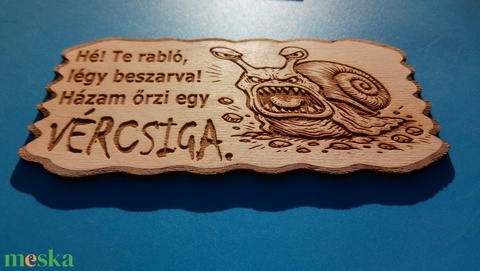 Hé! Te rabló,
légy beszarva!
Házam őrzi egy
VÉRCSIGA.
meska